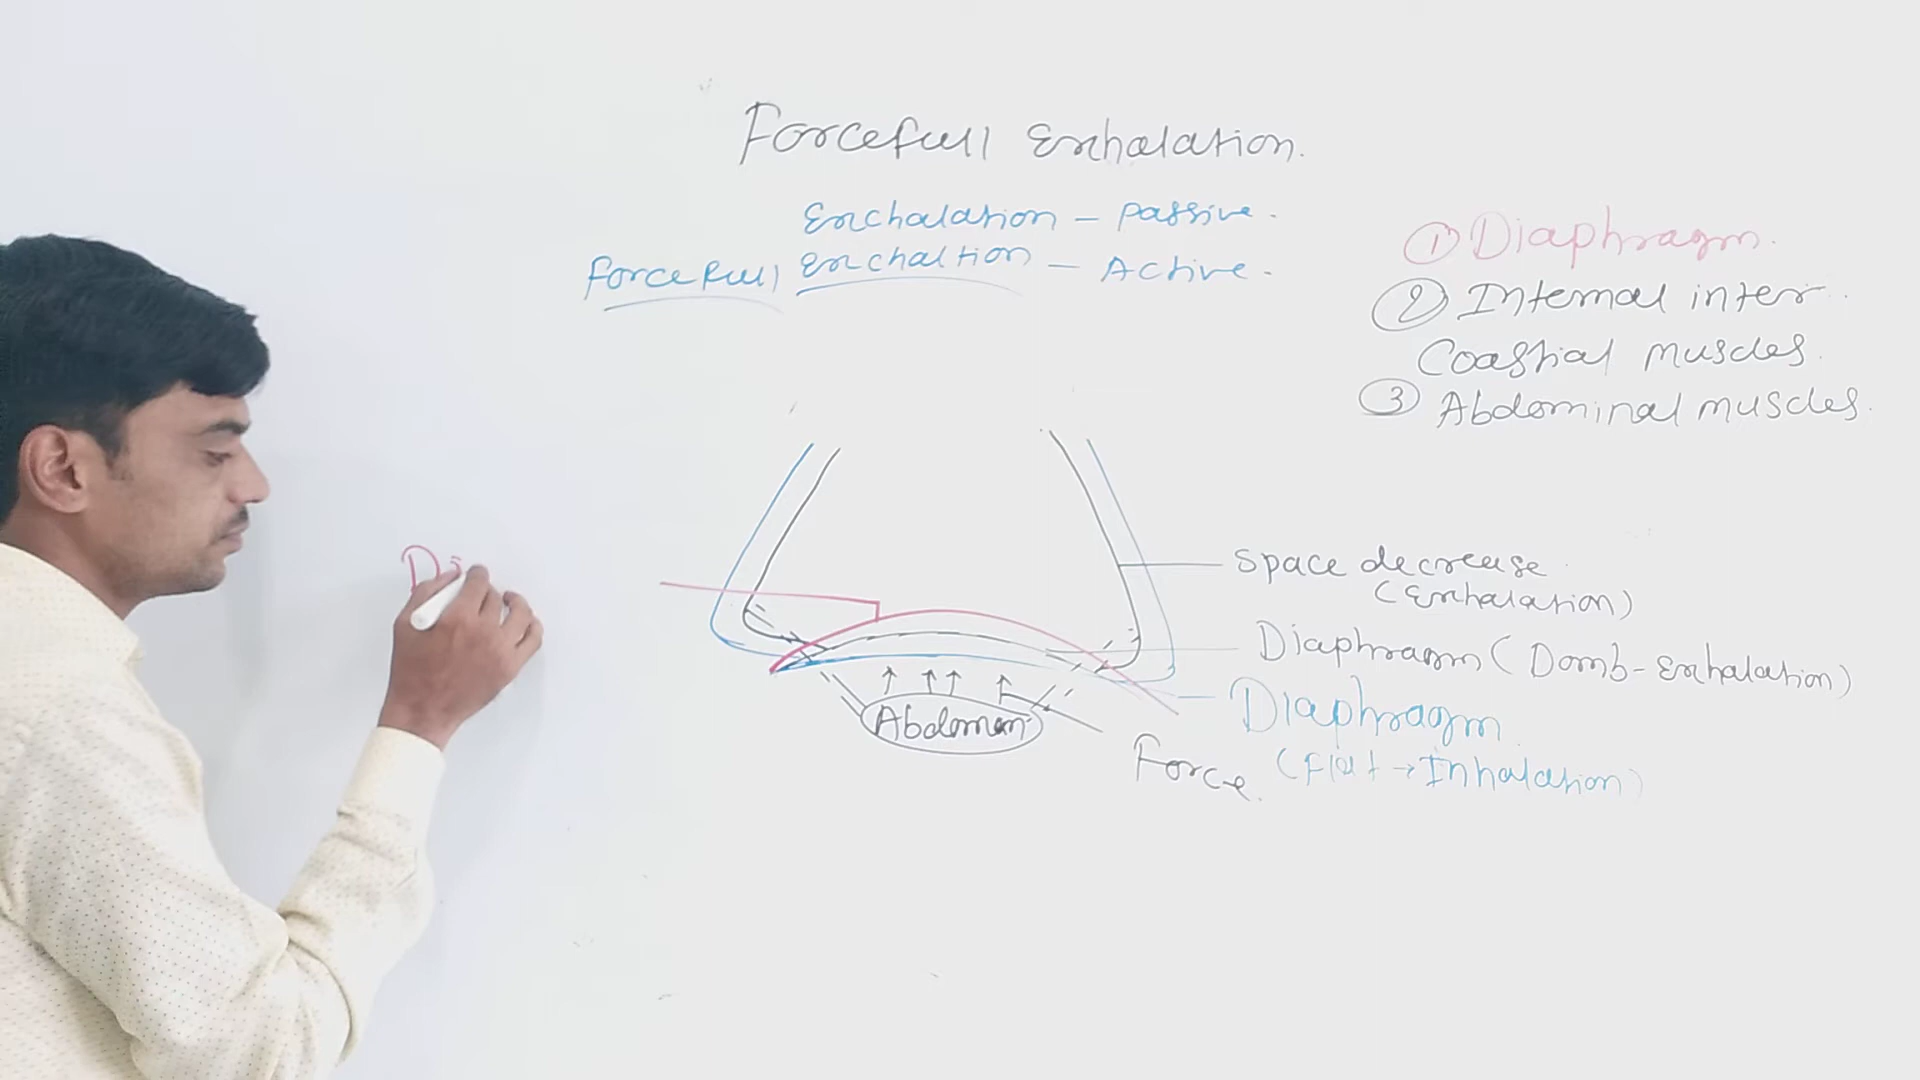 Forcefull Exhalation.
Exchalation – passive.
forcefull Exchaltion – Active.
① Diaphragm.
② Internal inter
Coastial muscles.
③ Abdominal muscles.
Space decrease
(Exhalation)
Diaphragm (Domb-Exhalation)
Diaphragm
(Flat → Inhalation)
Force.
Abdomen
Di